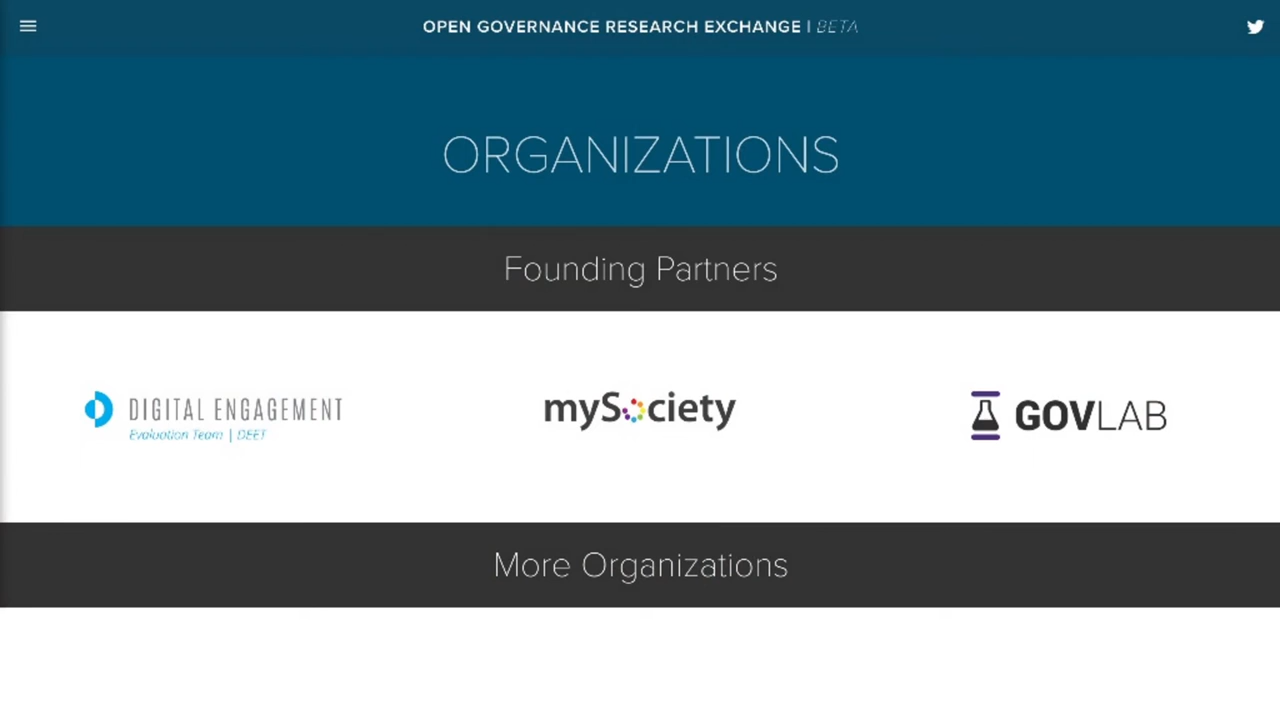 OPEN GOVERNANCE RESEARCH EXCHANGE | BETA
ORGANIZATIONS
Founding Partners
DIGITAL ENGAGEMENT
Evaluation Team | DEET
mySociety
GOVLAB
More Organizations